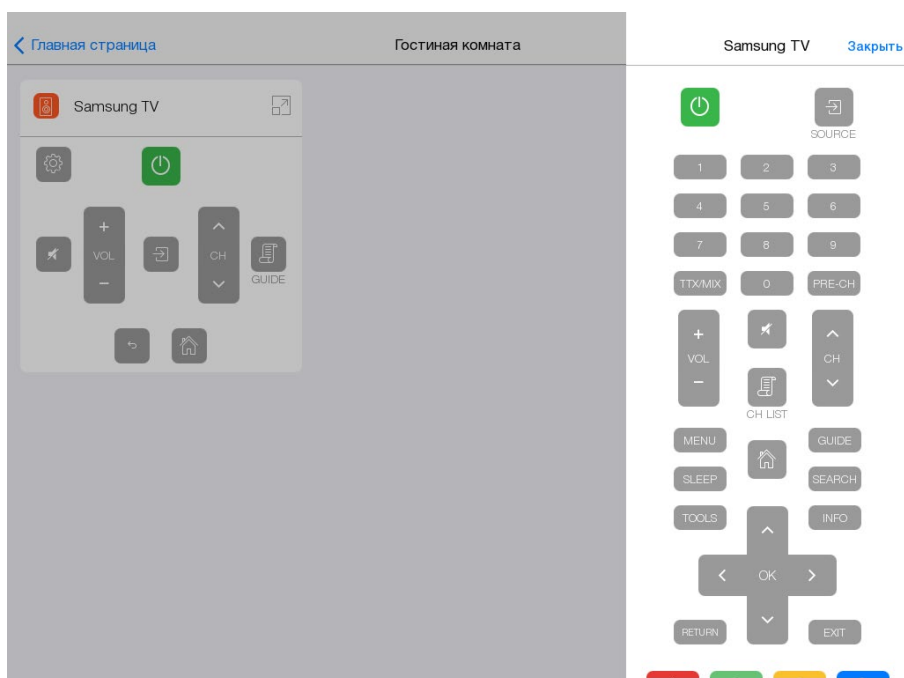 Главная страница
Гостиная комната
Samsung TV
Закрыть
Samsung TV
+
VOL
−
CH
GUIDE
SOURCE
1 2 3
4 5 6
7 8 9
TTX/MIX 0 PRE-CH
+
VOL
−
CH
CH LIST
MENU
GUIDE
SLEEP
SEARCH
TOOLS
INFO
OK
RETURN
EXIT